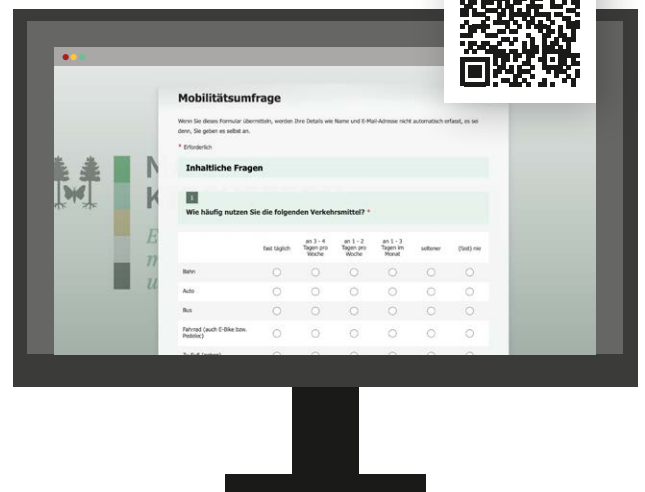 Mobilitätsumfrage
Wenn Sie dieses Formular übermitteln, werden Ihre Details wie Name und E-Mail-Adresse nicht automatisch erfasst, es sei
denn, Sie geben es selbst an.
* Erforderlich
Inhaltliche Fragen
1
Wie häufig nutzen Sie die folgenden Verkehrsmittel? *
fast täglich
an 3 - 4 Tagen pro Woche
an 1 - 2 Tagen pro Woche
an 1 - 3 Tagen im Monat
seltener
(fast) nie
Bahn
Auto
Bus
Fahrrad (auch E-Bike bzw.
Pedelec)
N
K
E
m
u